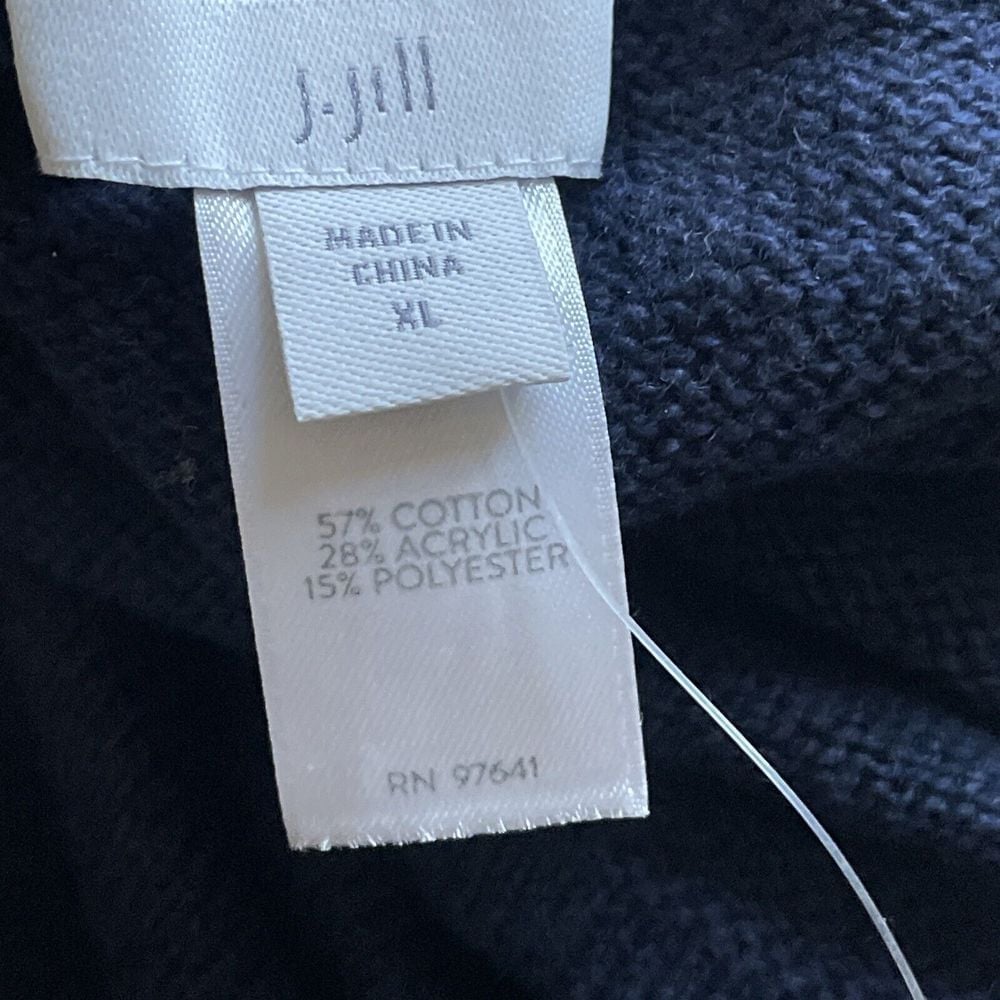 J.Jill
MADE IN
CHINA
XL
57% COTTON
28% ACRYLIC
15% POLYESTER
RN 97641